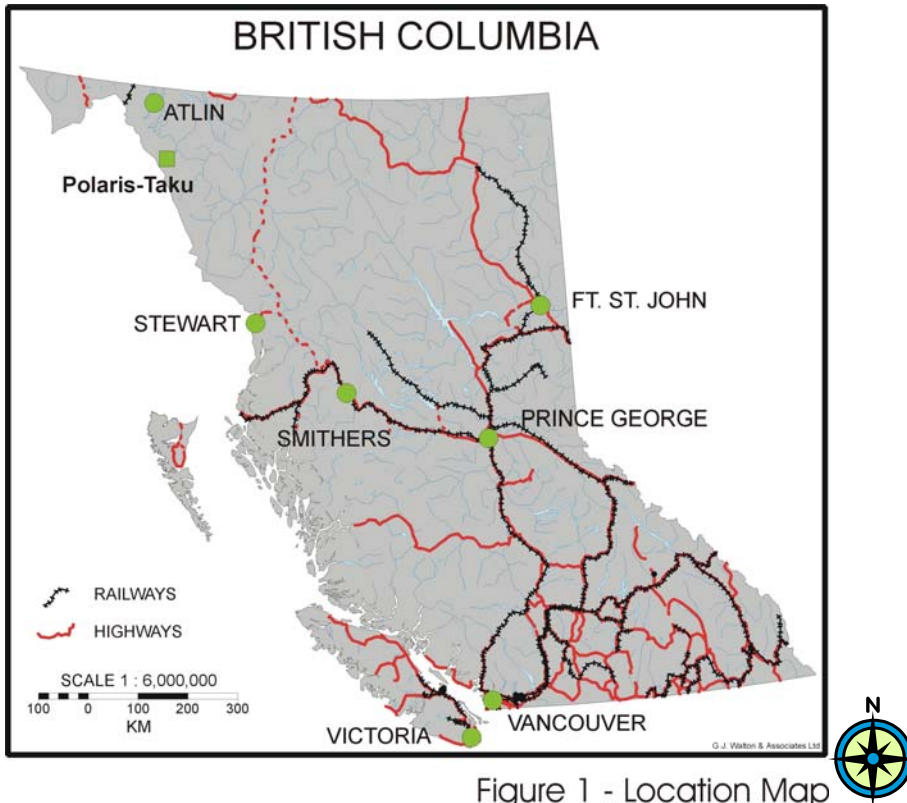 BRITISH COLUMBIA
ATLIN
Polaris-Taku
FT. ST. JOHN
STEWART
PRINCE GEORGE
SMITHERS
RAILWAYS
HIGHWAYS
SCALE 1 : 6,000,000
100 0 100 200 300
KM
VANCOUVER
VICTORIA
G.J. Walton & Associates Ltd
N
Figure 1 - Location Map